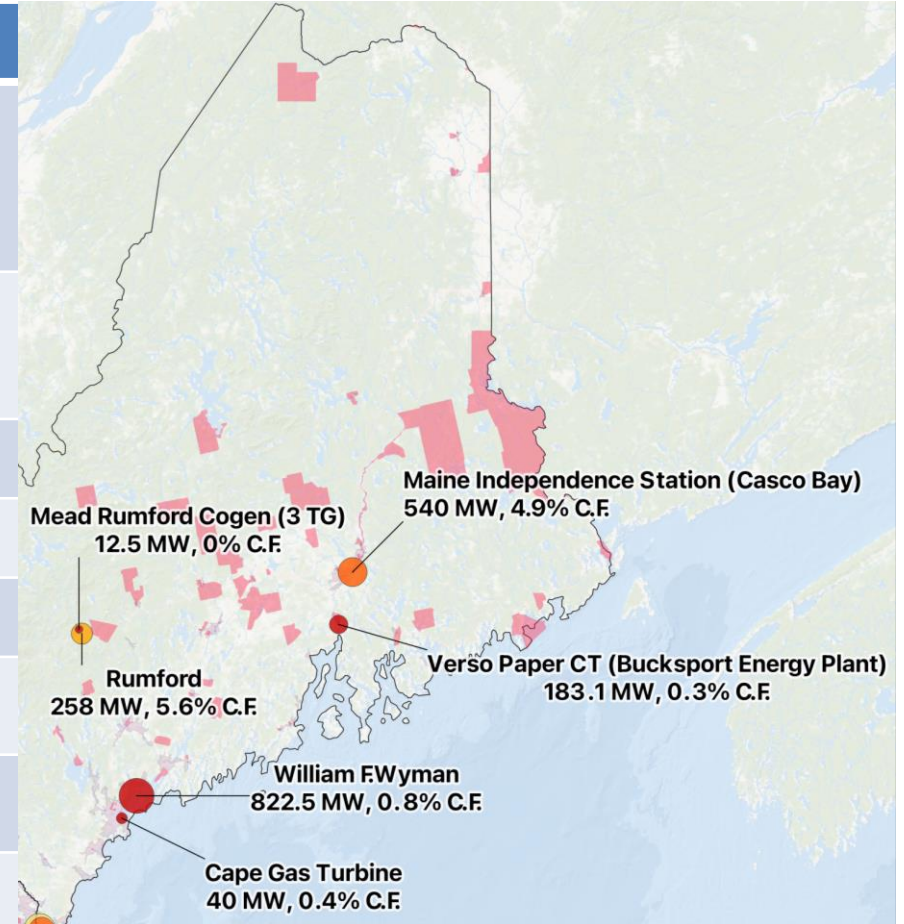 Maine Independence Station (Casco Bay)
540 MW, 4.9% C.F.
Mead Rumford Cogen (3 TG)
12.5 MW, 0% C.F.
Verso Paper CT (Bucksport Energy Plant)
183.1 MW, 0.3% C.F.
Rumford
258 MW, 5.6% C.F.
William F.Wyman
822.5 MW, 0.8% C.F.
Cape Gas Turbine
40 MW, 0.4% C.F.